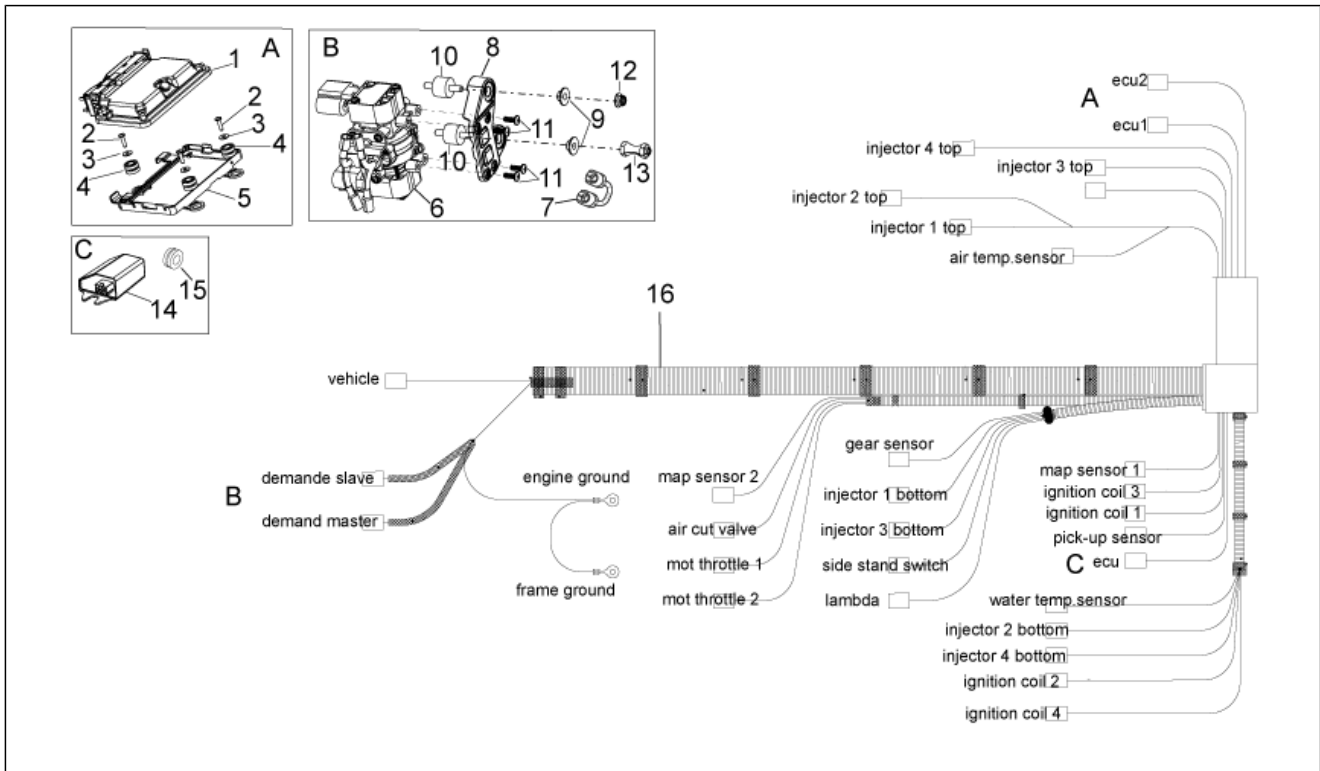 A
1
2
3
4
2
3
4
5
B
10
8
12
9
11
10
13
11
6
7
C
15
14
16
A
ecu2
ecu1
injector 4 top
injector 3 top
injector 2 top
injector 1 top
air temp.sensor
vehicle
B
demande slave
demand master
engine ground
frame ground
map sensor 2
air cut valve
mot throttle 1
mot throttle 2
gear sensor
injector 1 bottom
injector 3 bottom
side stand switch
lambda
map sensor 1
ignition coil 3
ignition coil 1
pick-up sensor
C ecu
water temp.sensor
injector 2 bottom
injector 4 bottom
ignition coil 2
ignition coil 4